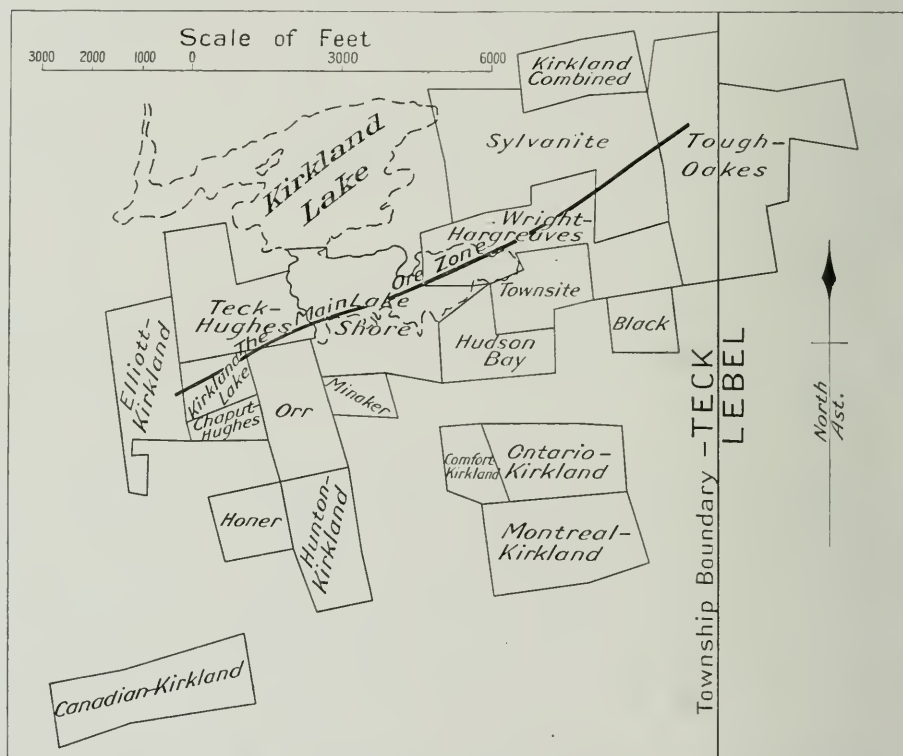 Scale of Feet
3000 1000 0 3000 6000
Kirkland
Combined
Sylvanite
Tough-
Oakes
Kirkland
Lake
Wright-
Hargreuves
Townsite
Black
Hudson
Bay
Teck-
Hughes
Lake
Shore
The Main Ore Zone
Elliott-
Kirkland
Kirkland
Lake
Chaput-
Hughes
Orr
Minaker
Comfort-
Kirkland
Ontario-
Kirkland
Montreal-
Kirkland
Honer
Hunton-
Kirkland
Canadian-Kirkland
Township Boundary – TECK
LEBEL
North
Ast.